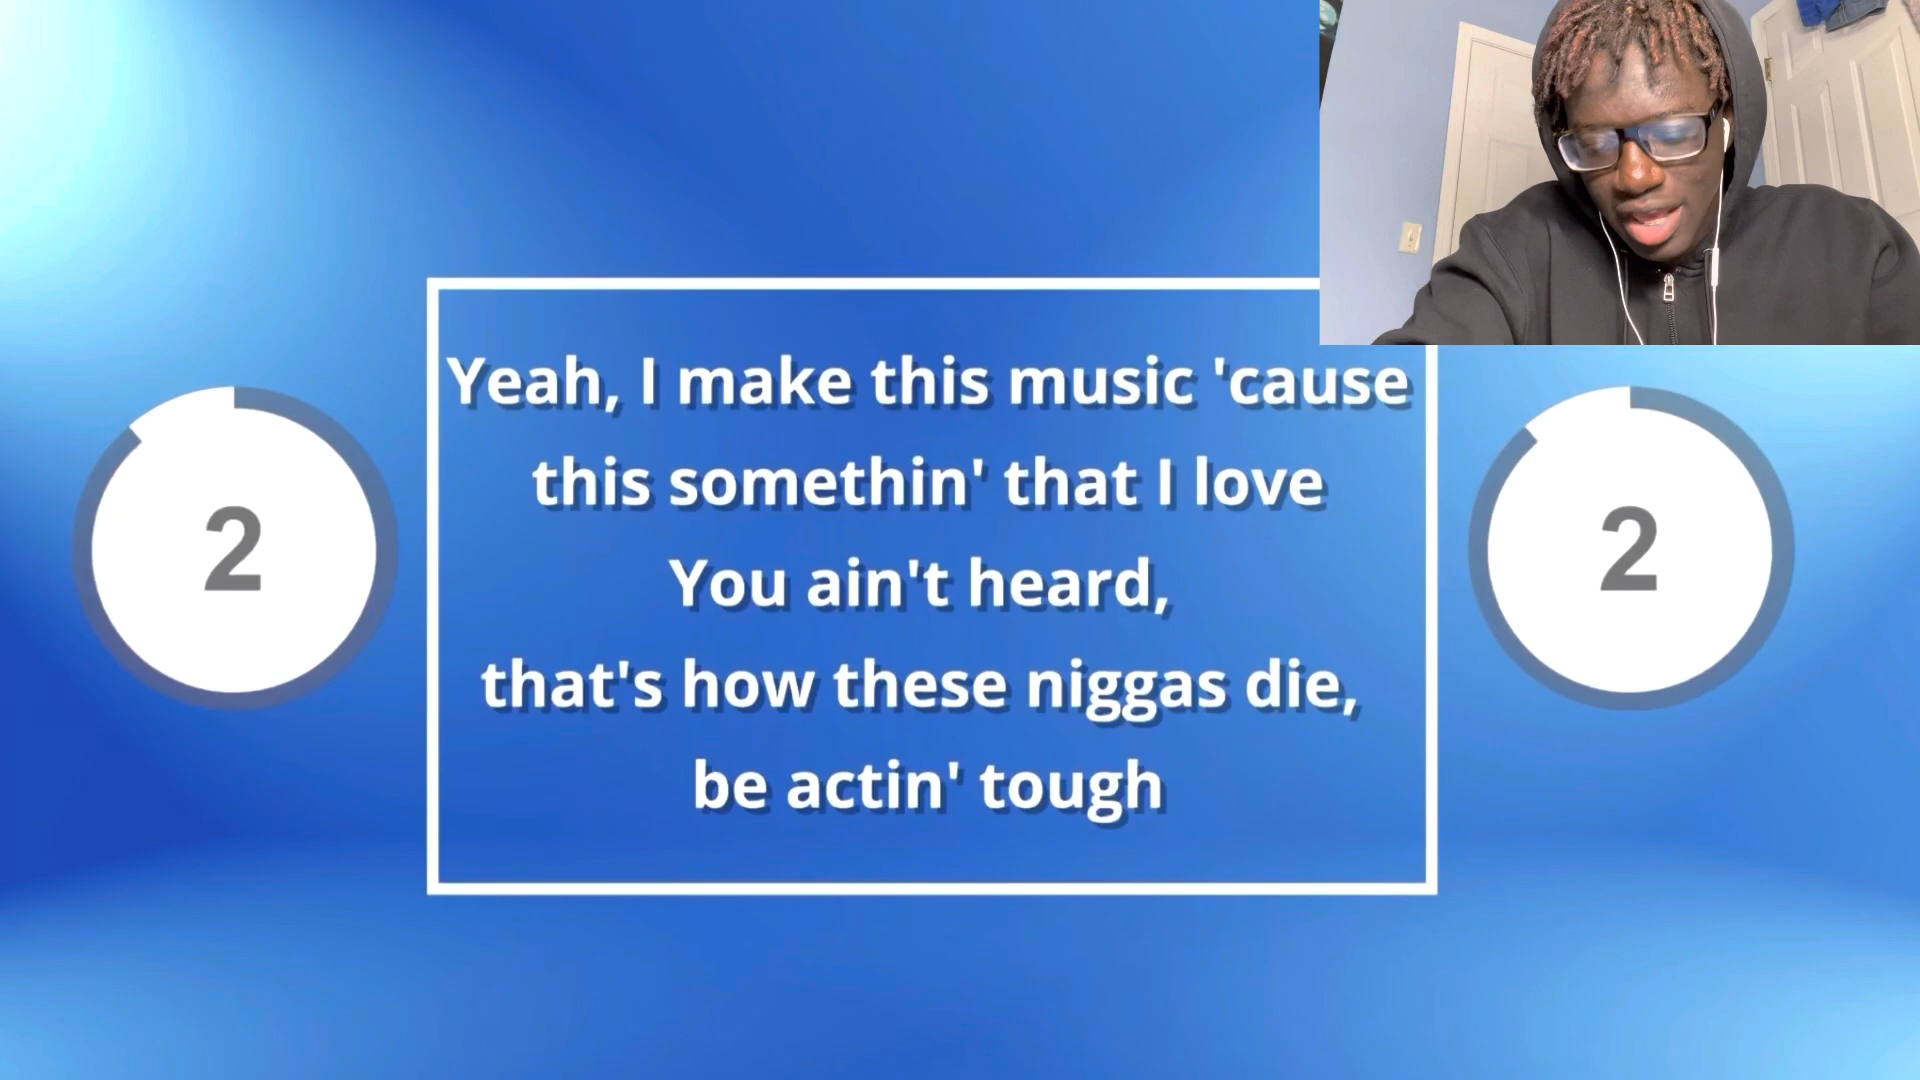 Yeah, I make this music 'cause
this somethin' that I love
You ain't heard,
that's how these niggas die,
be actin' tough
2
2